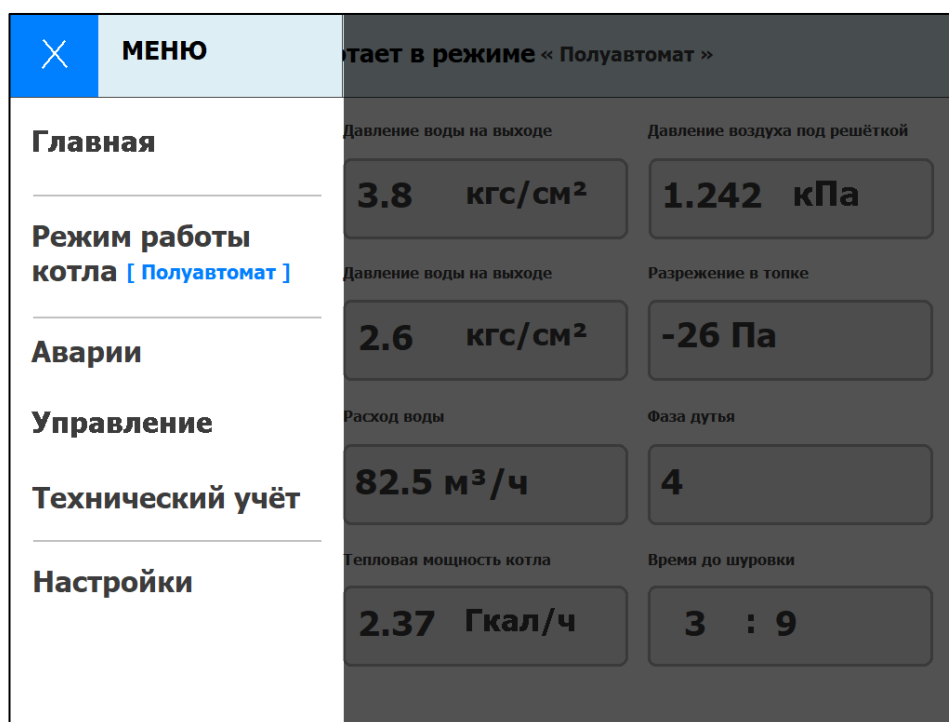 МЕНЮ
отает в режиме « Полуавтомат »
Главная
Режим работы
котла [ Полуавтомат ]
Аварии
Управление
Технический учёт
Настройки
Давление воды на выходе
3.8 кгс/см²
Давление воздуха под решёткой
1.242 кПа
Давление воды на выходе
2.6 кгс/см²
Разрежение в топке
-26 Па
Расход воды
82.5 м³/ч
Фаза дутья
4
Тепловая мощность котла
2.37 Гкал/ч
Время до шуровки
3 : 9